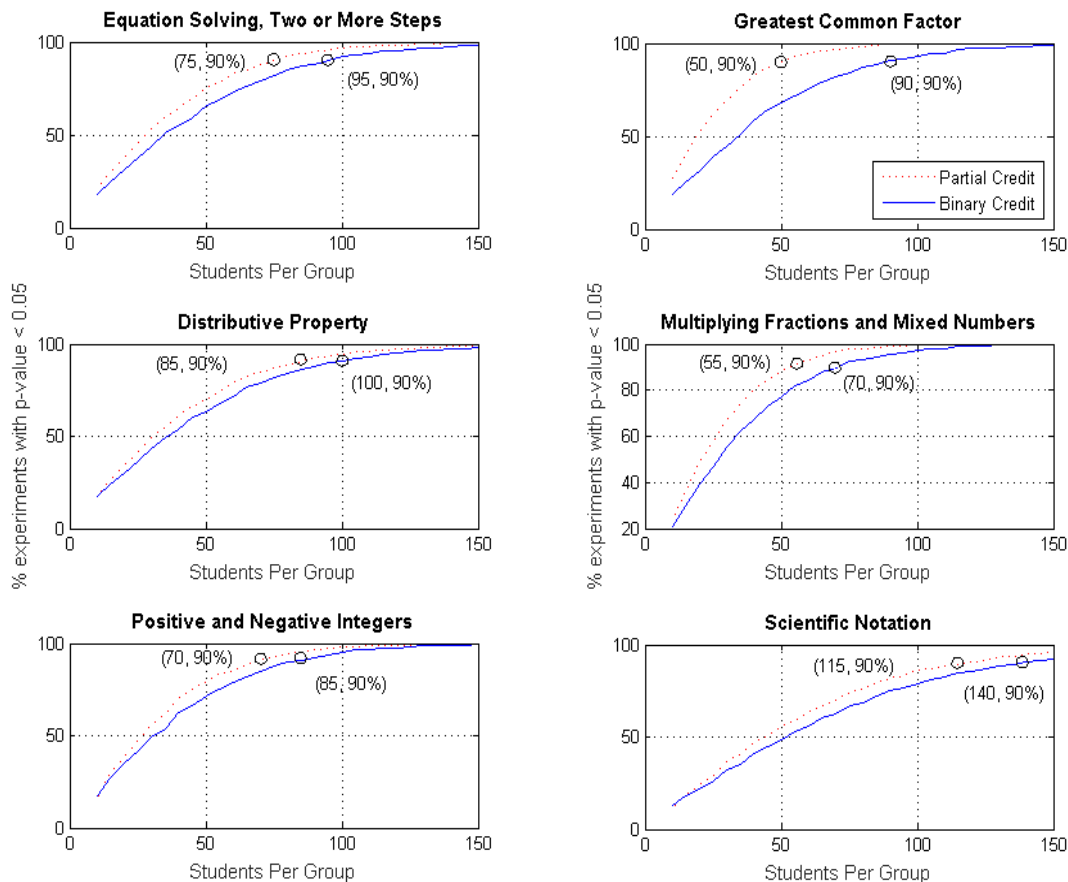 Equation Solving, Two or More Steps
100
50
0
(75, 90%)
(95, 90%)
0 50 100 150
Students Per Group
Greatest Common Factor
100
50
0
(50, 90%)
(90, 90%)
Partial Credit
Binary Credit
0 50 100 150
Students Per Group
% experiments with p-value < 0.05
Distributive Property
100
50
0
(85, 90%)
(100, 90%)
0 50 100 150
Students Per Group
% experiments with p-value < 0.05
Multiplying Fractions and Mixed Numbers
100
80
60
40
20
(55, 90%)
(70, 90%)
0 50 100 150
Students Per Group
Positive and Negative Integers
100
50
0
(70, 90%)
(85, 90%)
0 50 100 150
Students Per Group
Scientific Notation
100
50
0
(115, 90%)
(140, 90%)
0 50 100 150
Students Per Group